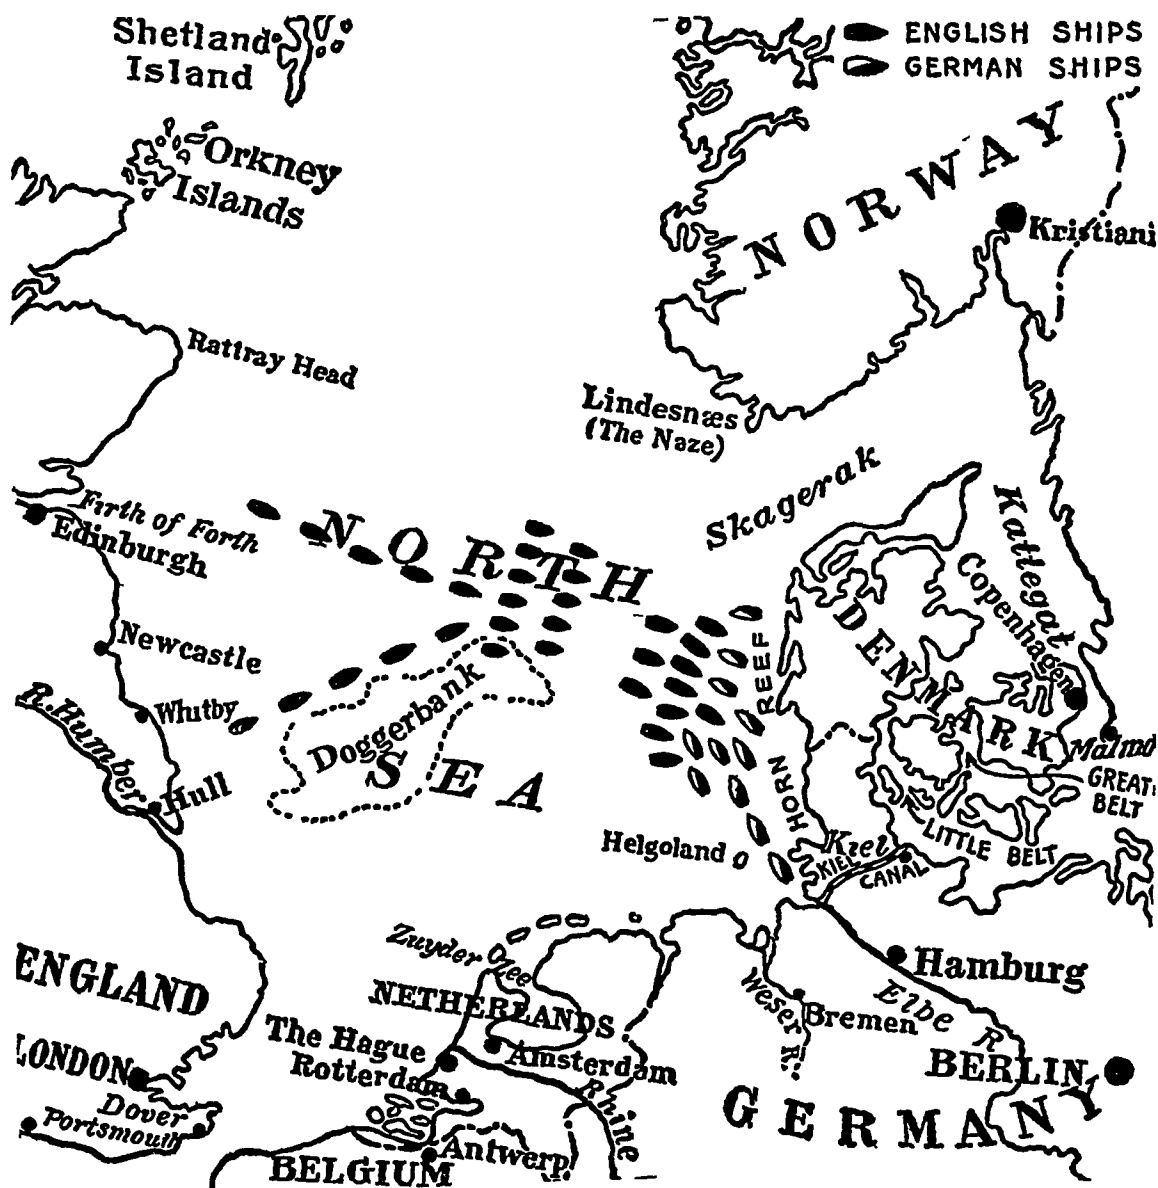 Shetland
Island
ENGLISH SHIPS
GERMAN SHIPS
Orkney
Islands
NORWAY
Kristiani
Rattray Head
Lindesnæs
(The Naze)
Skagerak
Kattegat
Firth of Forth
Edinburgh
NORTH
SEA
Copenhagen
DENMARK
Newcastle
Whitby
R. Humber
Hull
Doggerbank
HORN REEF
Malmö
GREAT
BELT
LITTLE BELT
Helgoland
Kiel
KIEL CANAL
ENGLAND
Zuyder Zee
NETHERLANDS
Hamburg
Weser R.
Bremen
Elbe R
LONDON
The Hague
Rotterdam
Amsterdam
BERLIN
Dover
Portsmouth
Rhine
GERMANY
Antwerp
BELGIUM